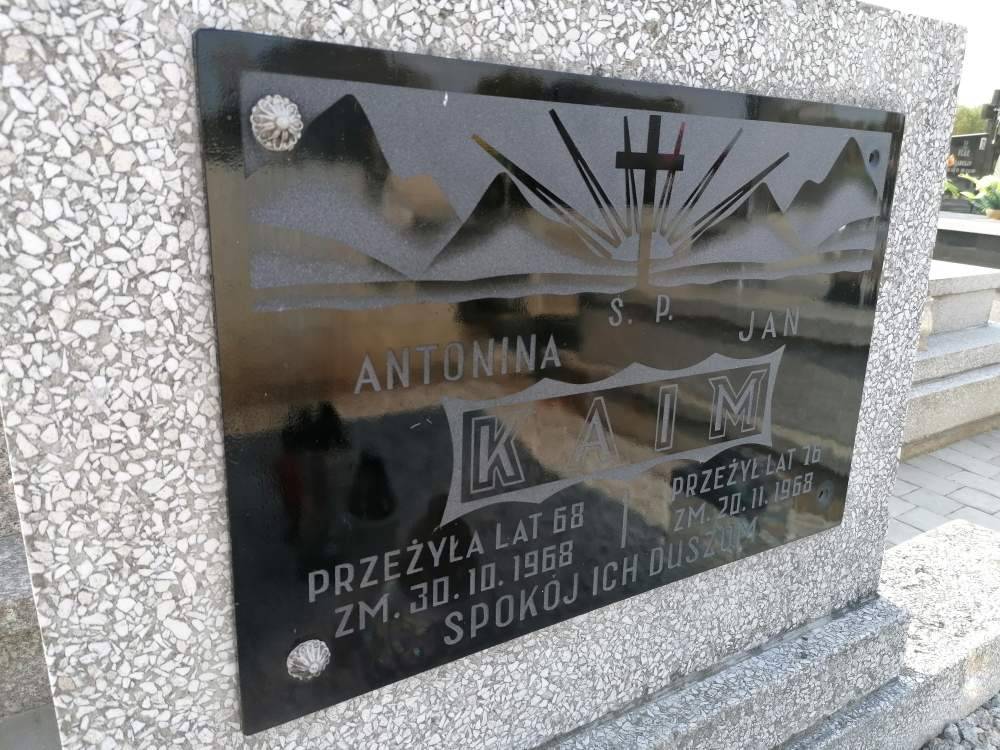 S. P.
ANTONINA JAN
KAIM
PRZEŻYŁA LAT 68
ZM. 30.10.1968
PRZEŻYŁ LAT 76
ZM. 20.11.1968
SPOKÓJ ICH DUSZOM